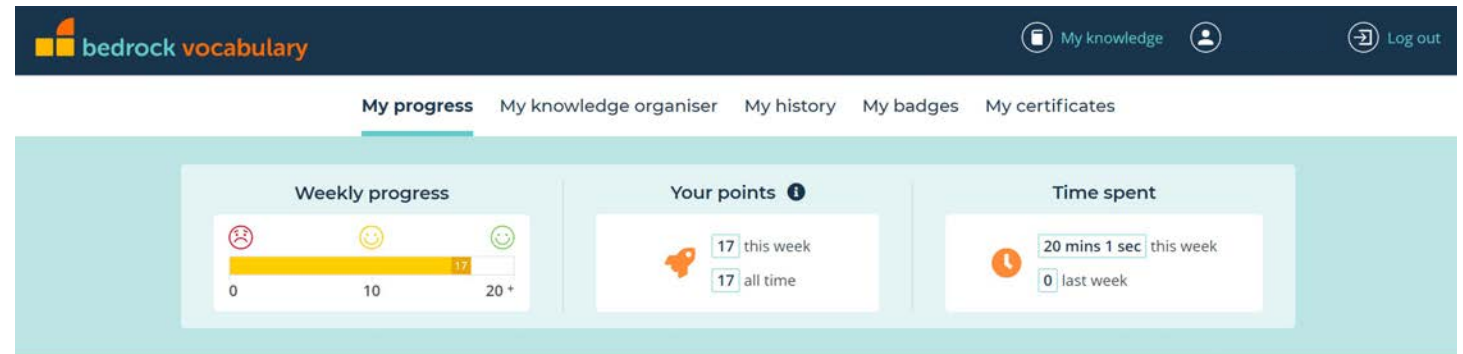 bedrock vocabulary
My knowledge
Log out
My progress My knowledge organiser My history My badges My certificates
Weekly progress
17
0 10 20 +
Your points i
17 this week
17 all time
Time spent
20 mins 1 sec this week
0 last week